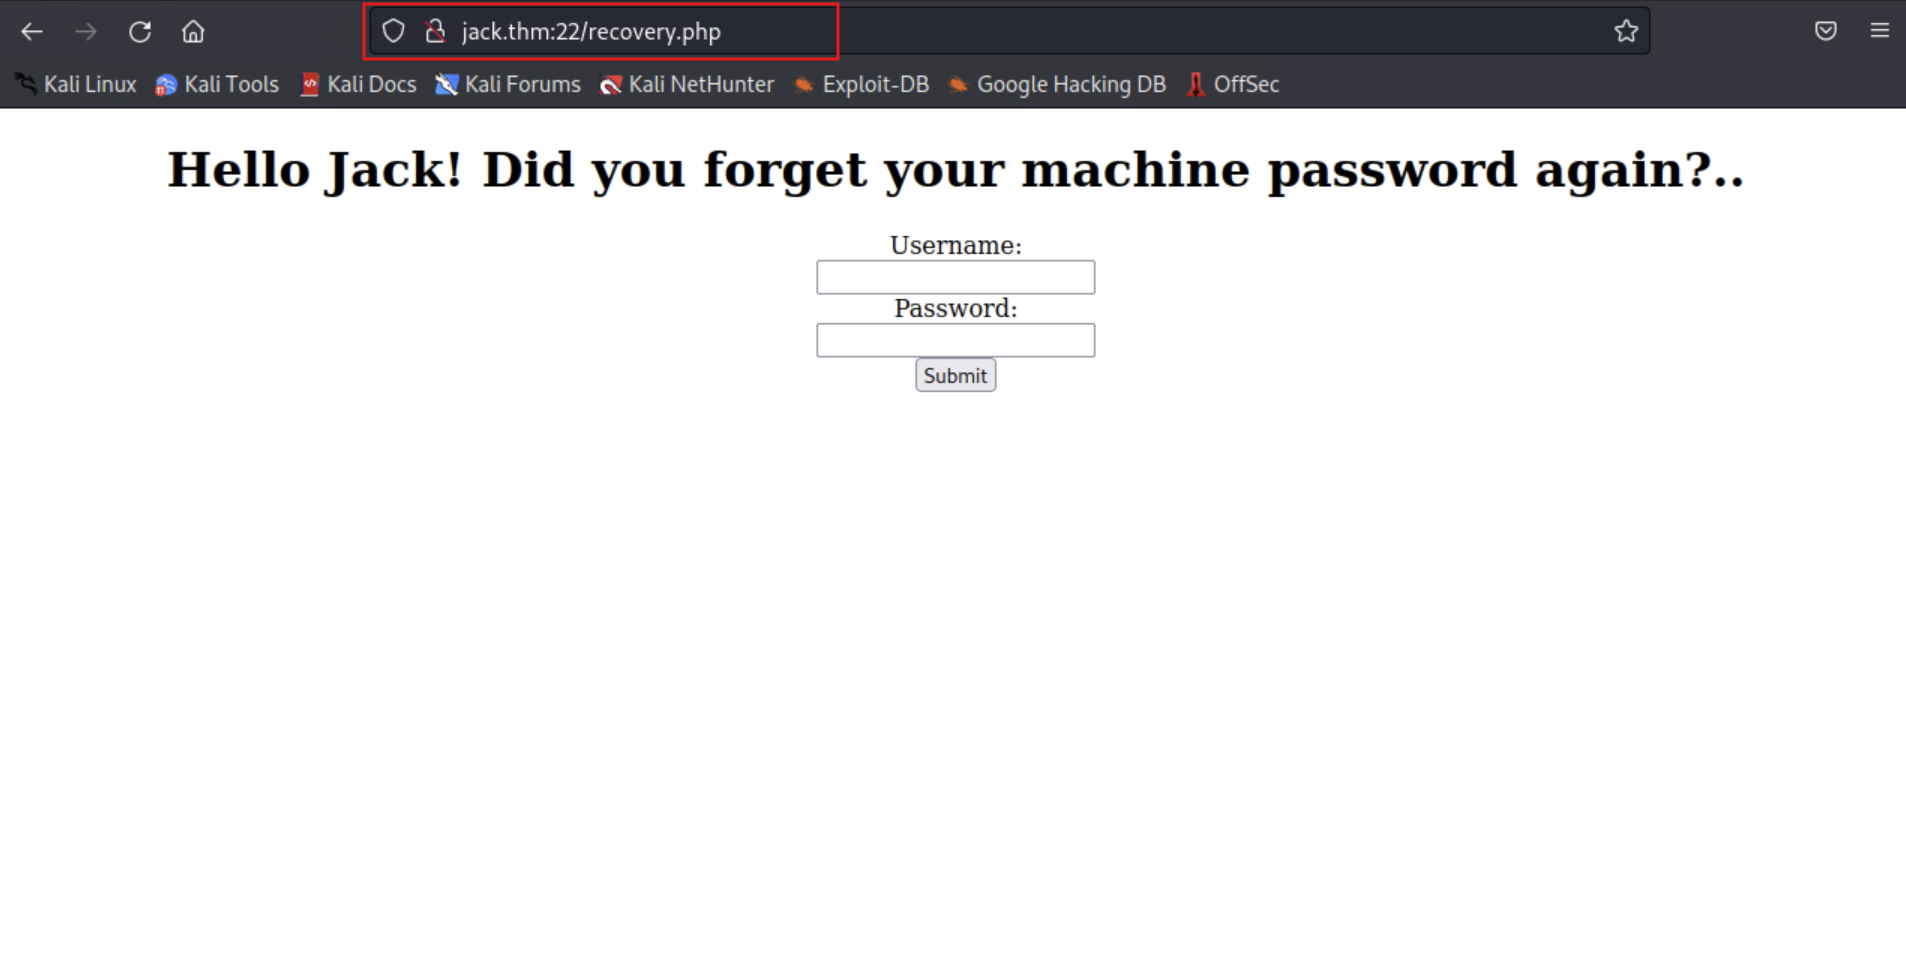 jack.thm:22/recovery.php
Kali Linux Kali Tools Kali Docs Kali Forums Kali NetHunter Exploit-DB Google Hacking DB OffSec
Hello Jack! Did you forget your machine password again?..
Username:
Password:
Submit